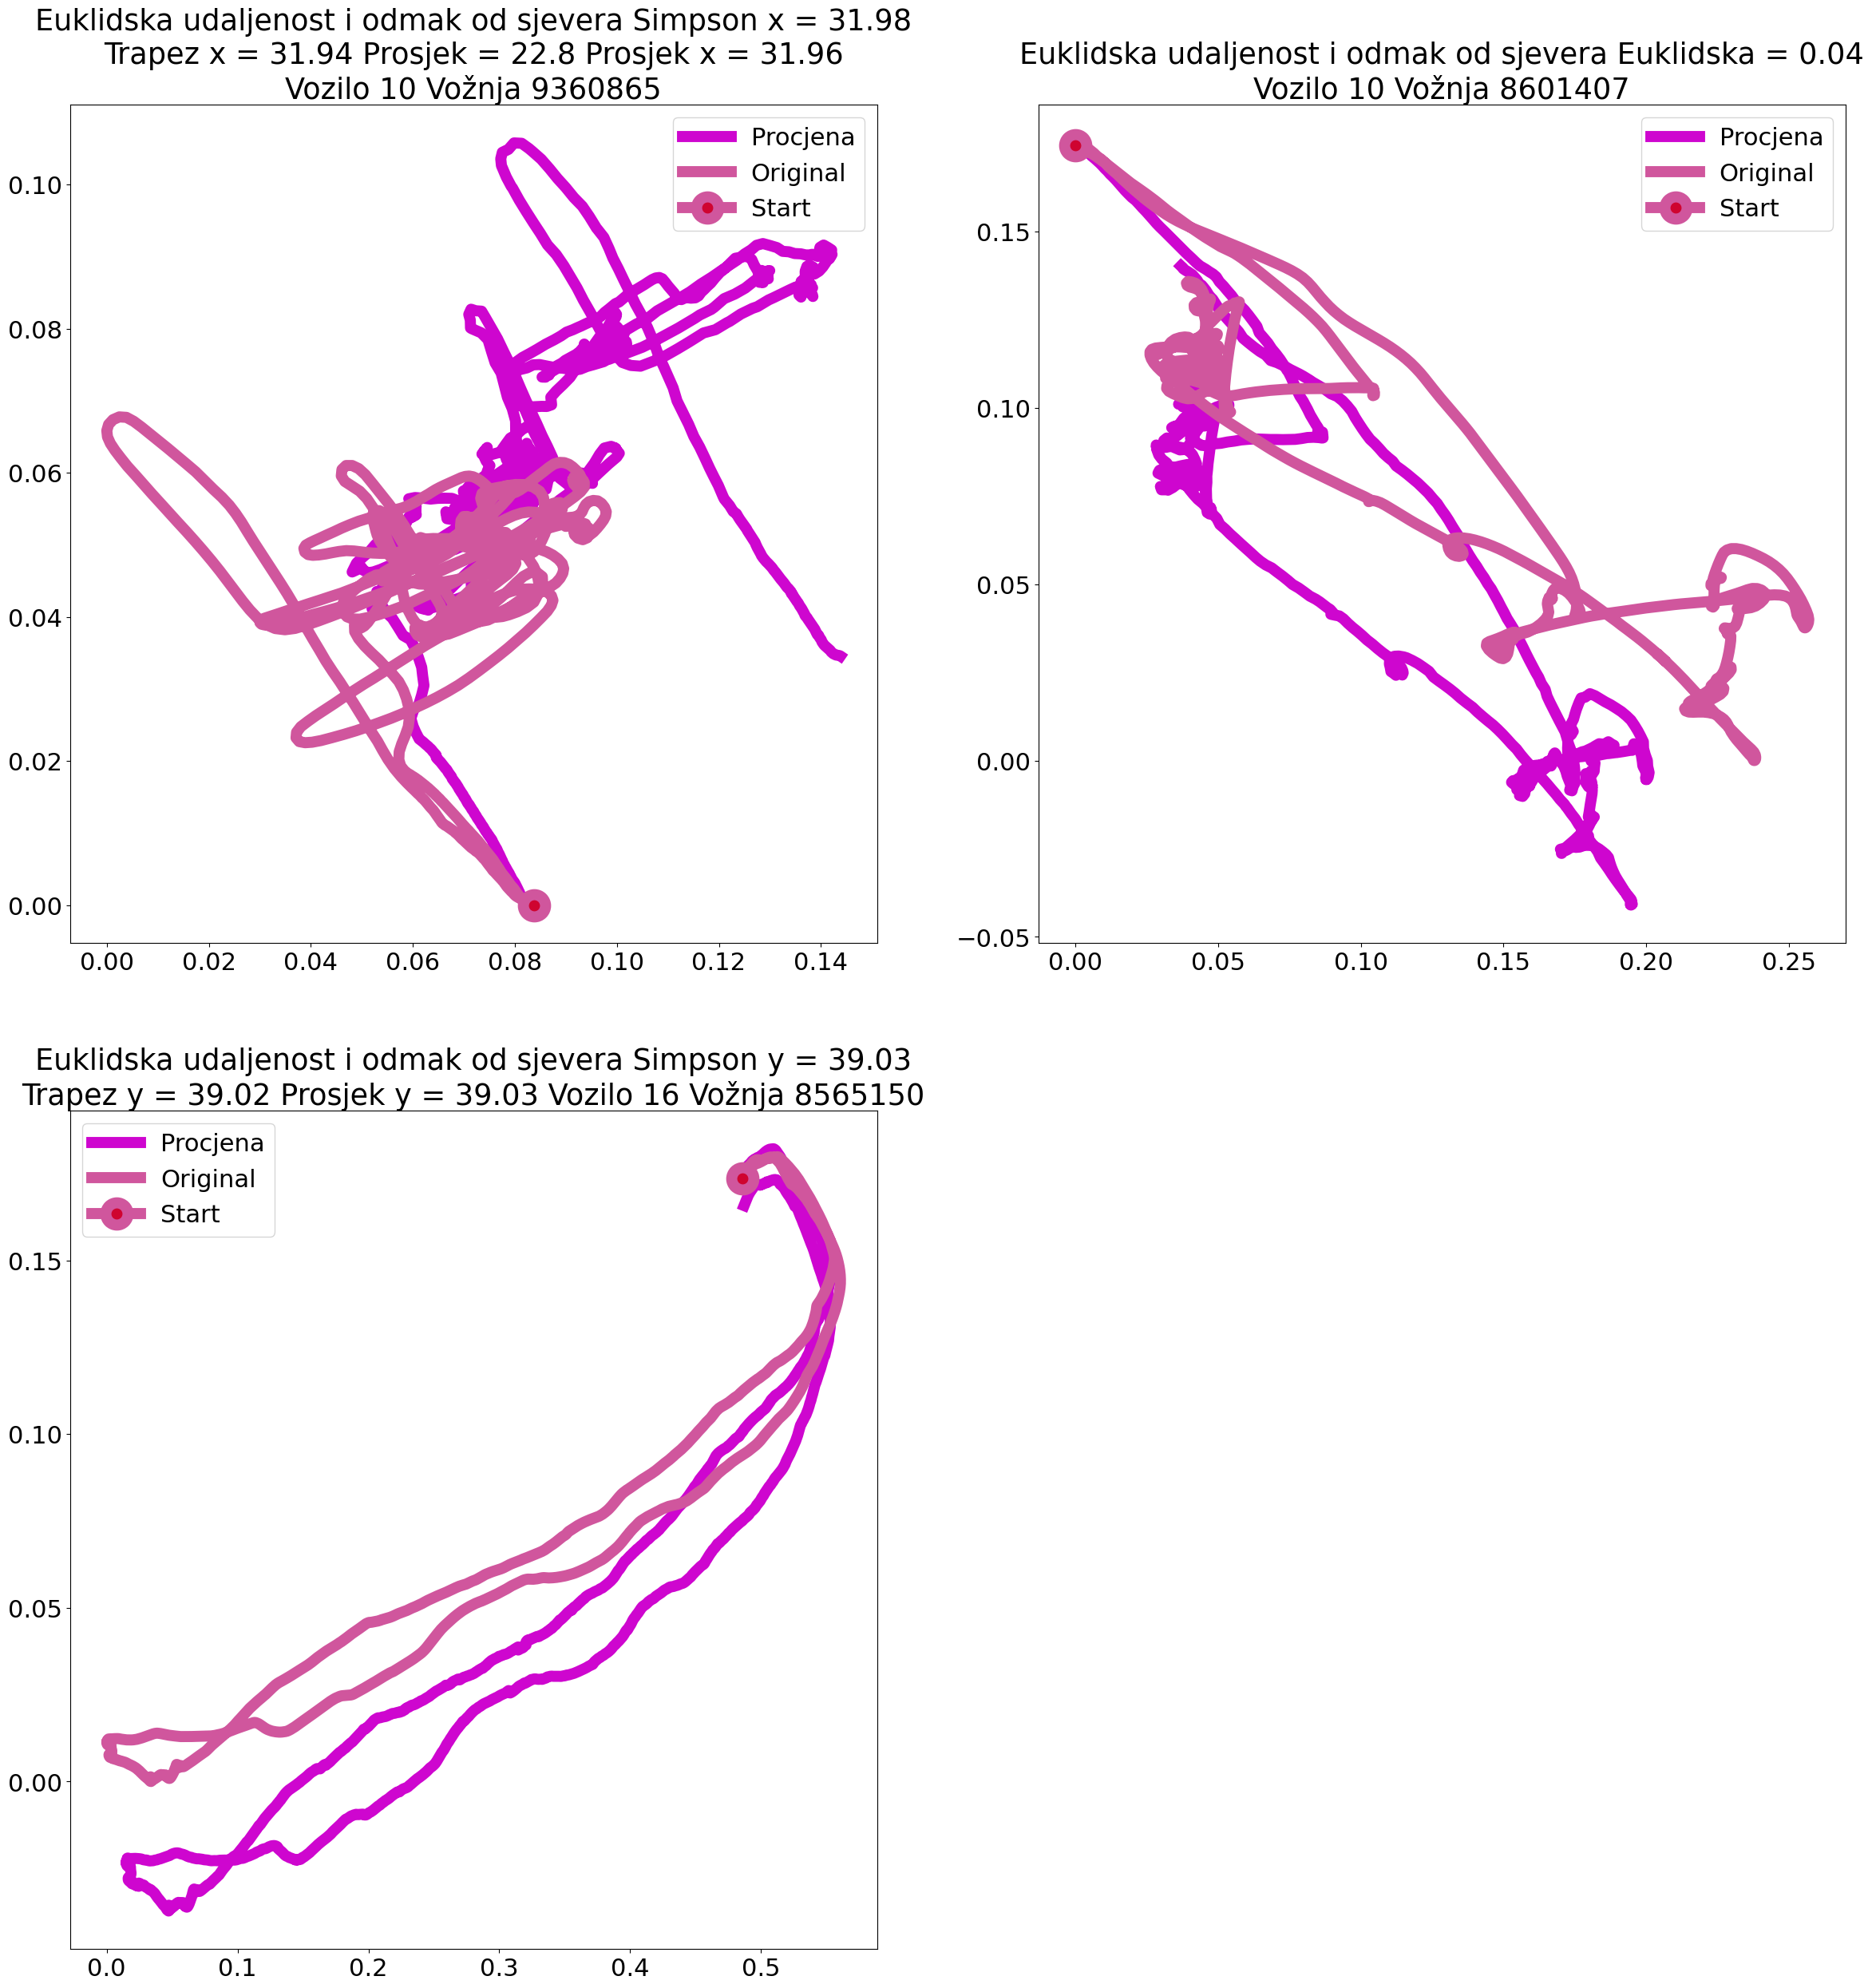 Euklidska udaljenost i odmak od sjevera Simpson x = 31.98
Trapez x = 31.94 Prosjek = 22.8 Prosjek x = 31.96
Vozilo 10 Vožnja 9360865
Procjena
Original
Start
0.10
0.08
0.06
0.04
0.02
0.00
0.00 0.02 0.04 0.06 0.08 0.10 0.12 0.14
Euklidska udaljenost i odmak od sjevera Euklidska = 0.04
Vozilo 10 Vožnja 8601407
Procjena
Original
Start
0.15
0.10
0.05
0.00
−0.05
0.00 0.05 0.10 0.15 0.20 0.25
Euklidska udaljenost i odmak od sjevera Simpson y = 39.03
Trapez y = 39.02 Prosjek y = 39.03 Vozilo 16 Vožnja 8565150
Procjena
Original
Start
0.15
0.10
0.05
0.00
0.0 0.1 0.2 0.3 0.4 0.5